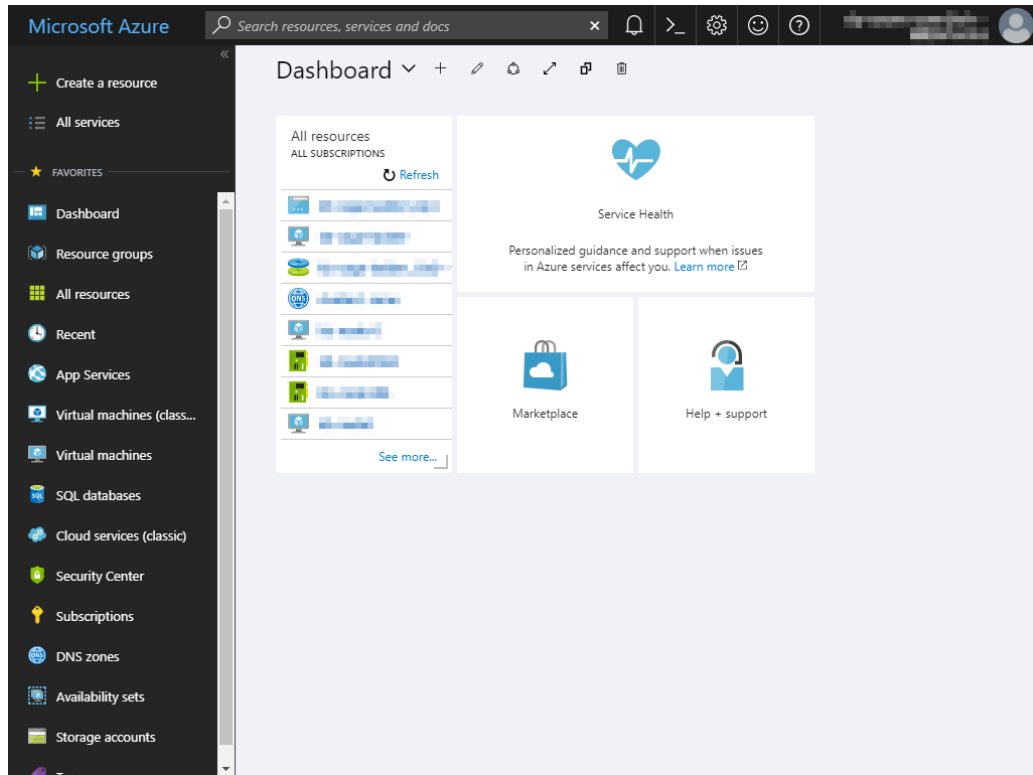 Microsoft Azure
Search resources, services and docs
Create a resource
All services
FAVORITES
Dashboard
Resource groups
All resources
Recent
App Services
Virtual machines (class...
Virtual machines
SQL databases
Cloud services (classic)
Security Center
Subscriptions
DNS zones
Availability sets
Storage accounts
Dashboard
All resources
ALL SUBSCRIPTIONS
Refresh
DNS
See more...
Service Health
Personalized guidance and support when issues
in Azure services affect you. Learn more
Marketplace
Help + support